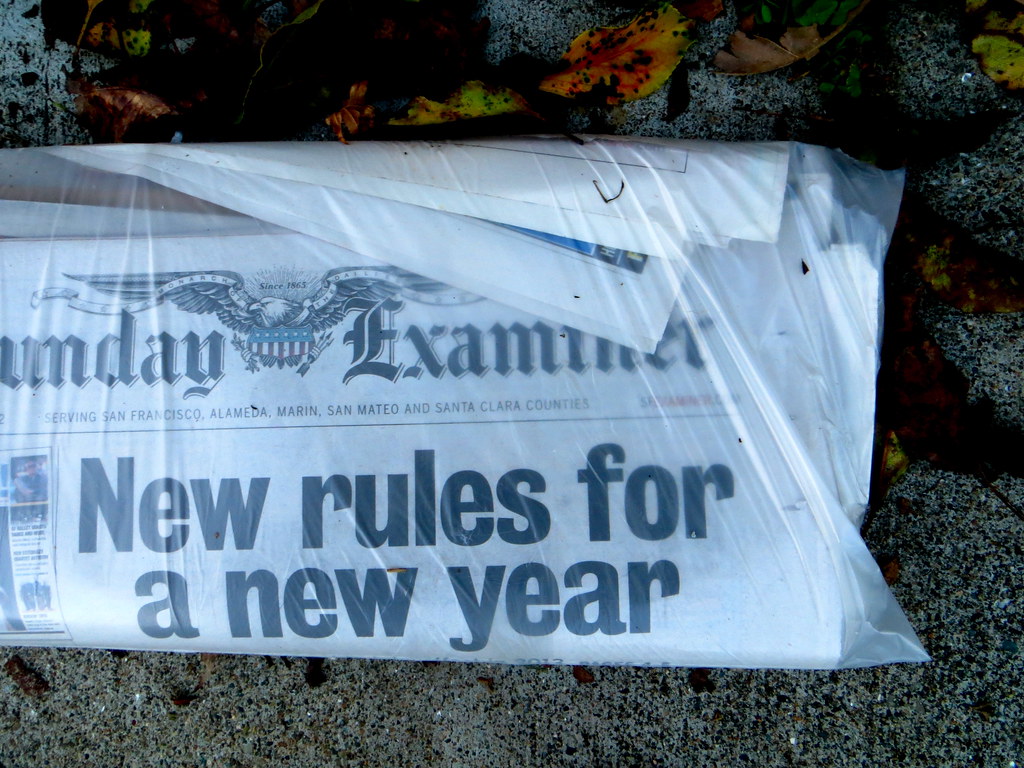 Since 1865
unday Examiner
2 SERVING SAN FRANCISCO, ALAMEDA, MARIN, SAN MATEO AND SANTA CLARA COUNTIES
New rules for
a new year